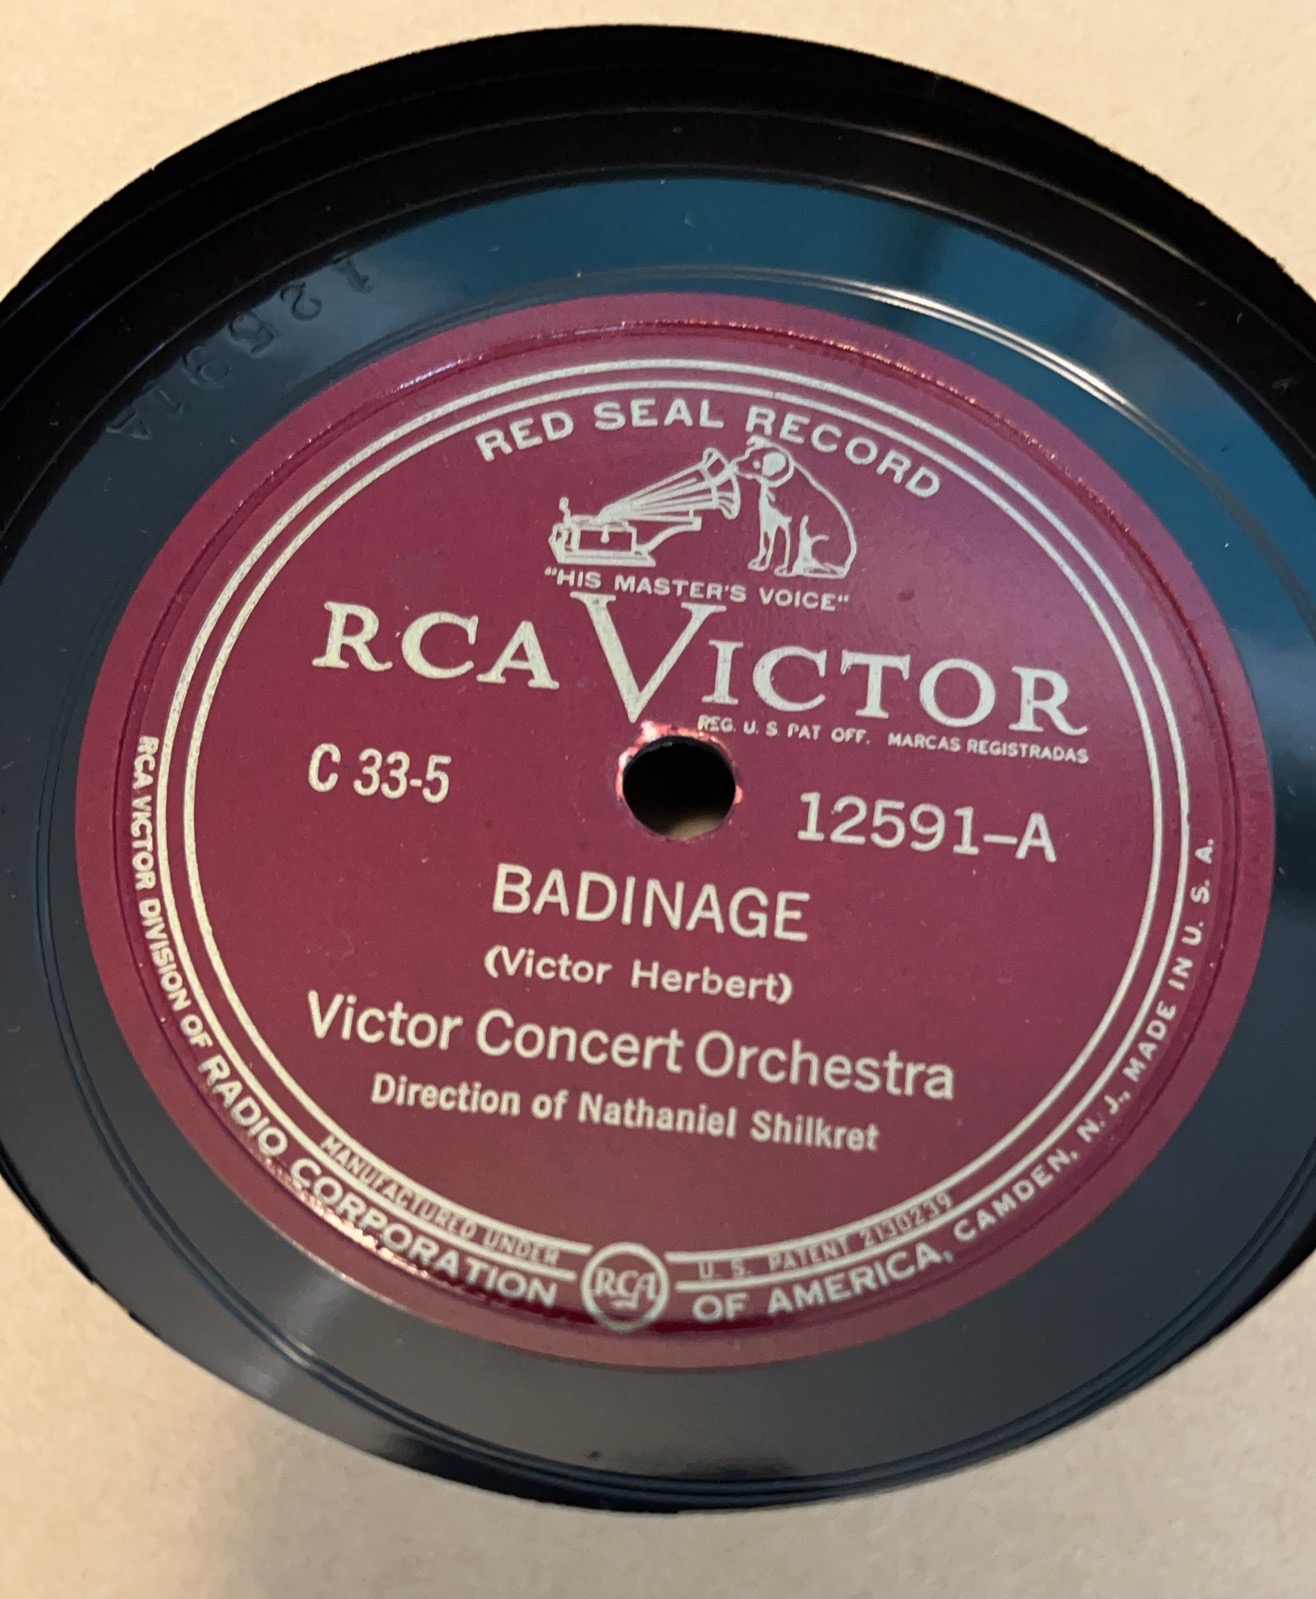 12591A
RED SEAL RECORD
"HIS MASTER'S VOICE"
RCA VICTOR
REG. U. S. PAT OFF. MARCAS REGISTRADAS
C 33-5
12591-A
BADINAGE
(Victor Herbert)
Victor Concert Orchestra
Direction of Nathaniel Shilkret
MANUFACTURED UNDER U. S. PATENT 2130239
RCA VICTOR DIVISION OF RADIO CORPORATION OF AMERICA, CAMDEN, N. J., MADE IN U. S. A.
RCA